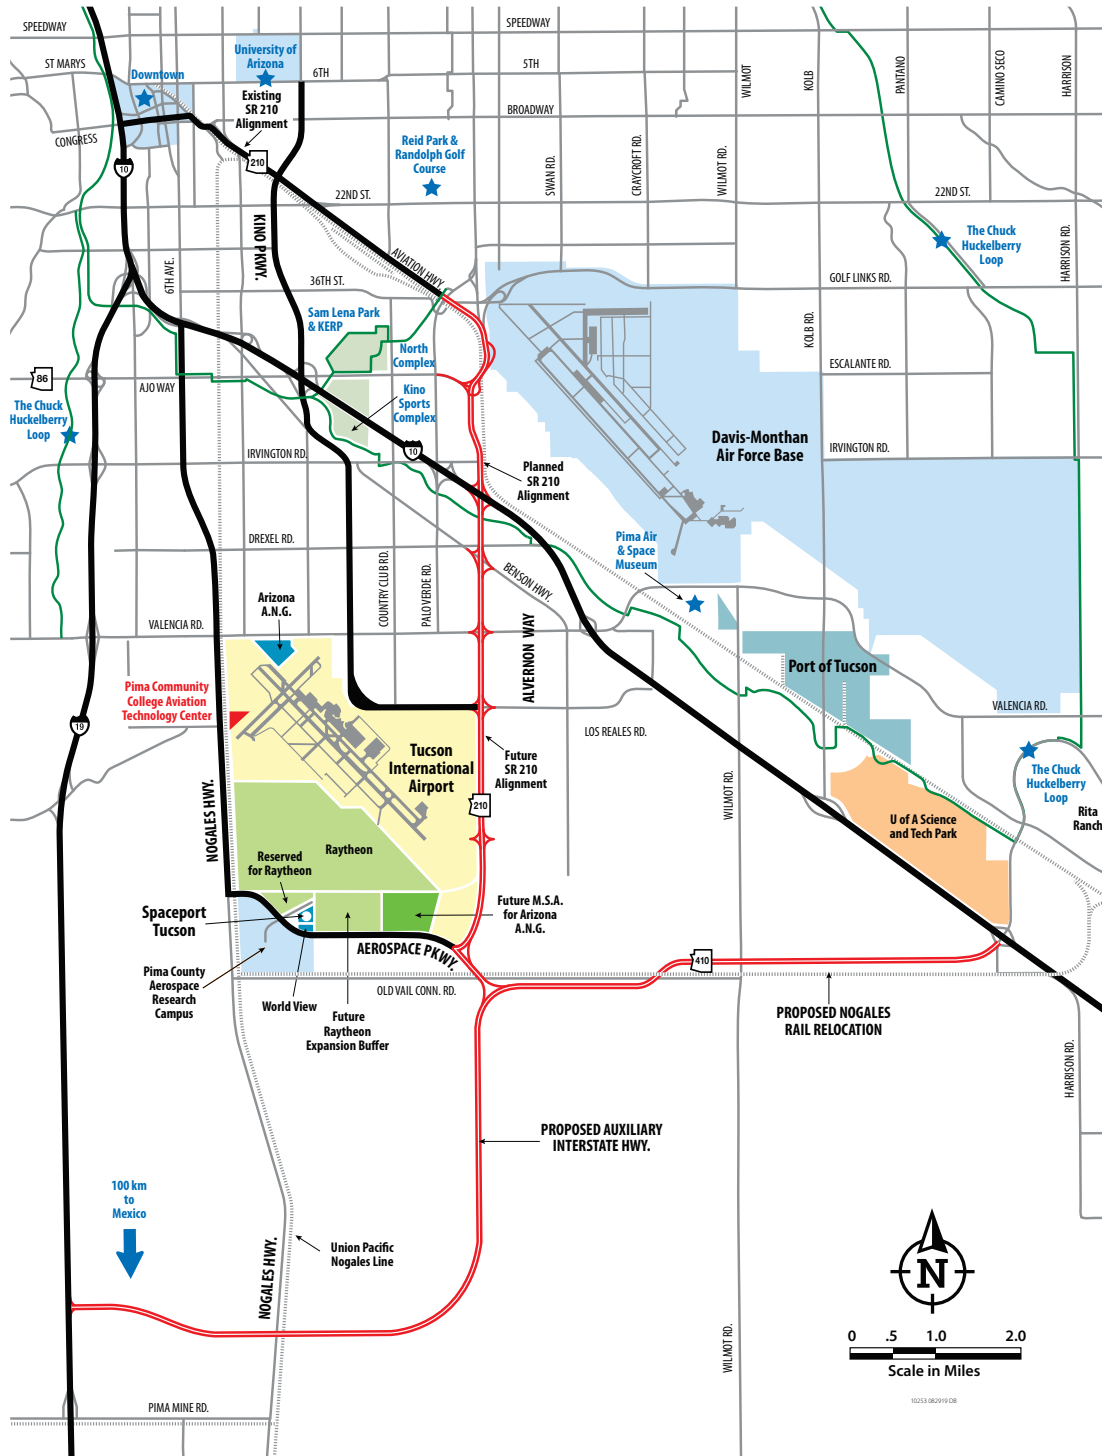 SPEEDWAY
SPEEDWAY
ST MARYS
Downtown
University of
Arizona
6TH
5TH
WILMOT
KOLB
PANTANO
CAMINO SECO
HARRISON
Existing
SR 210
Alignment
BROADWAY
CONGRESS
210
10
Reid Park &
Randolph Golf
Course
SWAN RD.
CRAYCROFT RD.
WILMOT RD.
22ND ST.
22ND ST.
KINO PKWY.
The Chuck
Huckelberry
Loop
HARRISON RD.
6TH AVE.
AVIATION HWY
36TH ST.
GOLF LINKS RD.
Sam Lena Park
& KERP
KOLB RD.
North
Complex
ESCALANTE RD.
86
AJO WAY
The Chuck
Huckelberry
Loop
Kino
Sports
Complex
Davis-Monthan
Air Force Base
IRVINGTON RD.
10
IRVINGTON RD.
Planned
SR 210
Alignment
DREXEL RD.
Pima Air
& Space
Museum
COUNTRY CLUB RD.
PALOVERDE RD.
BENSON HWY.
Arizona
A.N.G.
VALENCIA RD.
ALVERNON WAY
Port of Tucson
Pima Community
College Aviation
Technology Center
VALENCIA RD.
19
LOS REALES RD.
Tucson
International
Airport
Future
SR 210
Alignment
The Chuck
Huckelberry
Loop
WILMOT RD.
NOGALES HWY.
210
Rita
Ranch
U of A Science
and Tech Park
Raytheon
Reserved
for Raytheon
Spaceport
Tucson
Future M.S.A.
for Arizona
A.N.G.
AEROSPACE PKWY.
410
Pima County
Aerospace
Research
Campus
OLD VAIL CONN. RD.
World View
Future
Raytheon
Expansion Buffer
PROPOSED NOGALES
RAIL RELOCATION
HARRISON RD.
PROPOSED AUXILIARY
INTERSTATE HWY.
100 km
to
Mexico
NOGALES HWY.
Union Pacific
Nogales Line
N
WILMOT RD.
0 .5 1.0 2.0
Scale in Miles
10253 082919 DB
PIMA MINE RD.